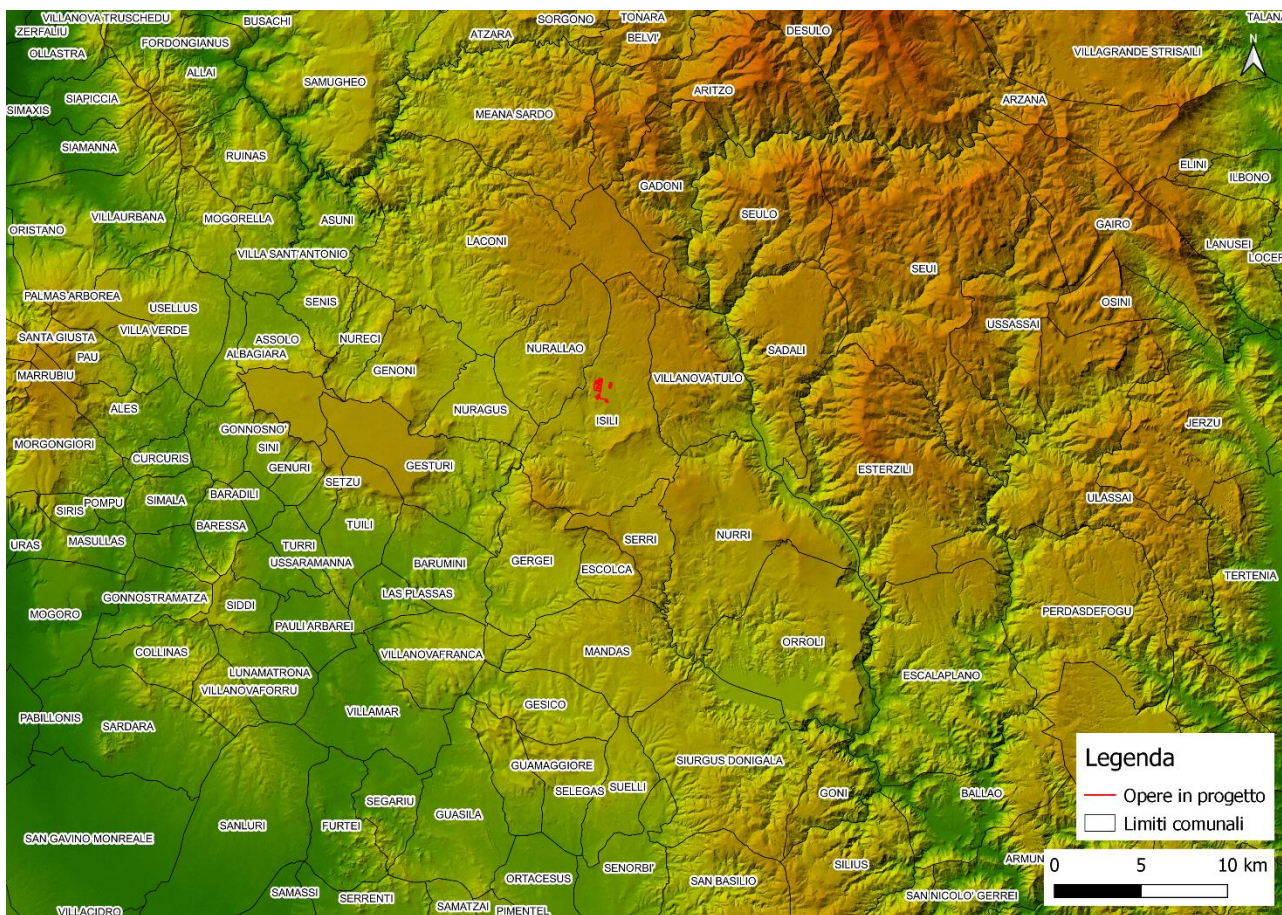 VILLANOVA TRUSCHEDU
BUSACHI
SORGONO
TONARA
DESULO
TALANA
ZERFALIU
FORDONGIANUS
ATZARA
BELVI'
OLLASTRA
VILLAGRANDE STRISAILI
N
ALLAI
SAMUGHEO
ARITZO
SIMAXIS
SIAPICCIA
MEANA SARDO
ARZANA
SIAMANNA
RUINAS
ELINI
ILBONO
GADONI
VILLAURBANA
MOGORELLA
ASUNI
SEULO
GAIRO
ORISTANO
LACONI
LANUSEI
VILLA SANT'ANTONIO
SEUI
LOCERI
PALMAS ARBOREA
USELLUS
SENIS
OSINI
SANTA GIUSTA
VILLA VERDE
ASSOLO
NURECI
USSASSAI
PAU
ALBAGIARA
GENONI
NURALLAO
SADALI
MARRUBIU
VILLANOVA TULO
ALES
NURAGUS
ISILI
JERZU
MORGONGIORI
GONNOSNO'
CURCURIS
SINI
GENURI
GESTURI
ESTERZILI
SETZU
ULASSAI
POMPU
SIMALA
BARADILI
SIRIS
BARESSA
TUILI
NURRI
URAS
MASULLAS
TURRI
SERRI
USSARAMANNA
BARUMINI
GERGEI
ESCOLCA
TERTENIA
GONNOSTRAMATZA
LAS PLASSAS
MOGORO
SIDDI
PERDASDEFOGU
PAULI ARBAREI
COLLINAS
VILLANOVAFRANCA
MANDAS
ORROLI
LUNAMATRONA
ESCALAPLANO
VILLANOVAFORRU
GESICO
PABILLONIS
SARDARA
VILLAMAR
GUAMAGGIORE
SIURGUS DONIGALA
SUELLI
SELEGAS
GONI
BALLAO
SEGARIU
GUASILA
SAN GAVINO MONREALE
SANLURI
FURTEI
SENORBI'
SILIUS
ORTACESUS
SAN BASILIO
SAMASSI
SERRENTI
SAN NICOLO' GERREI
VILLACIDRO
SAMATZAI
PIMENTEL
Legenda
Opere in progetto
Limiti comunali
0 5 10 km